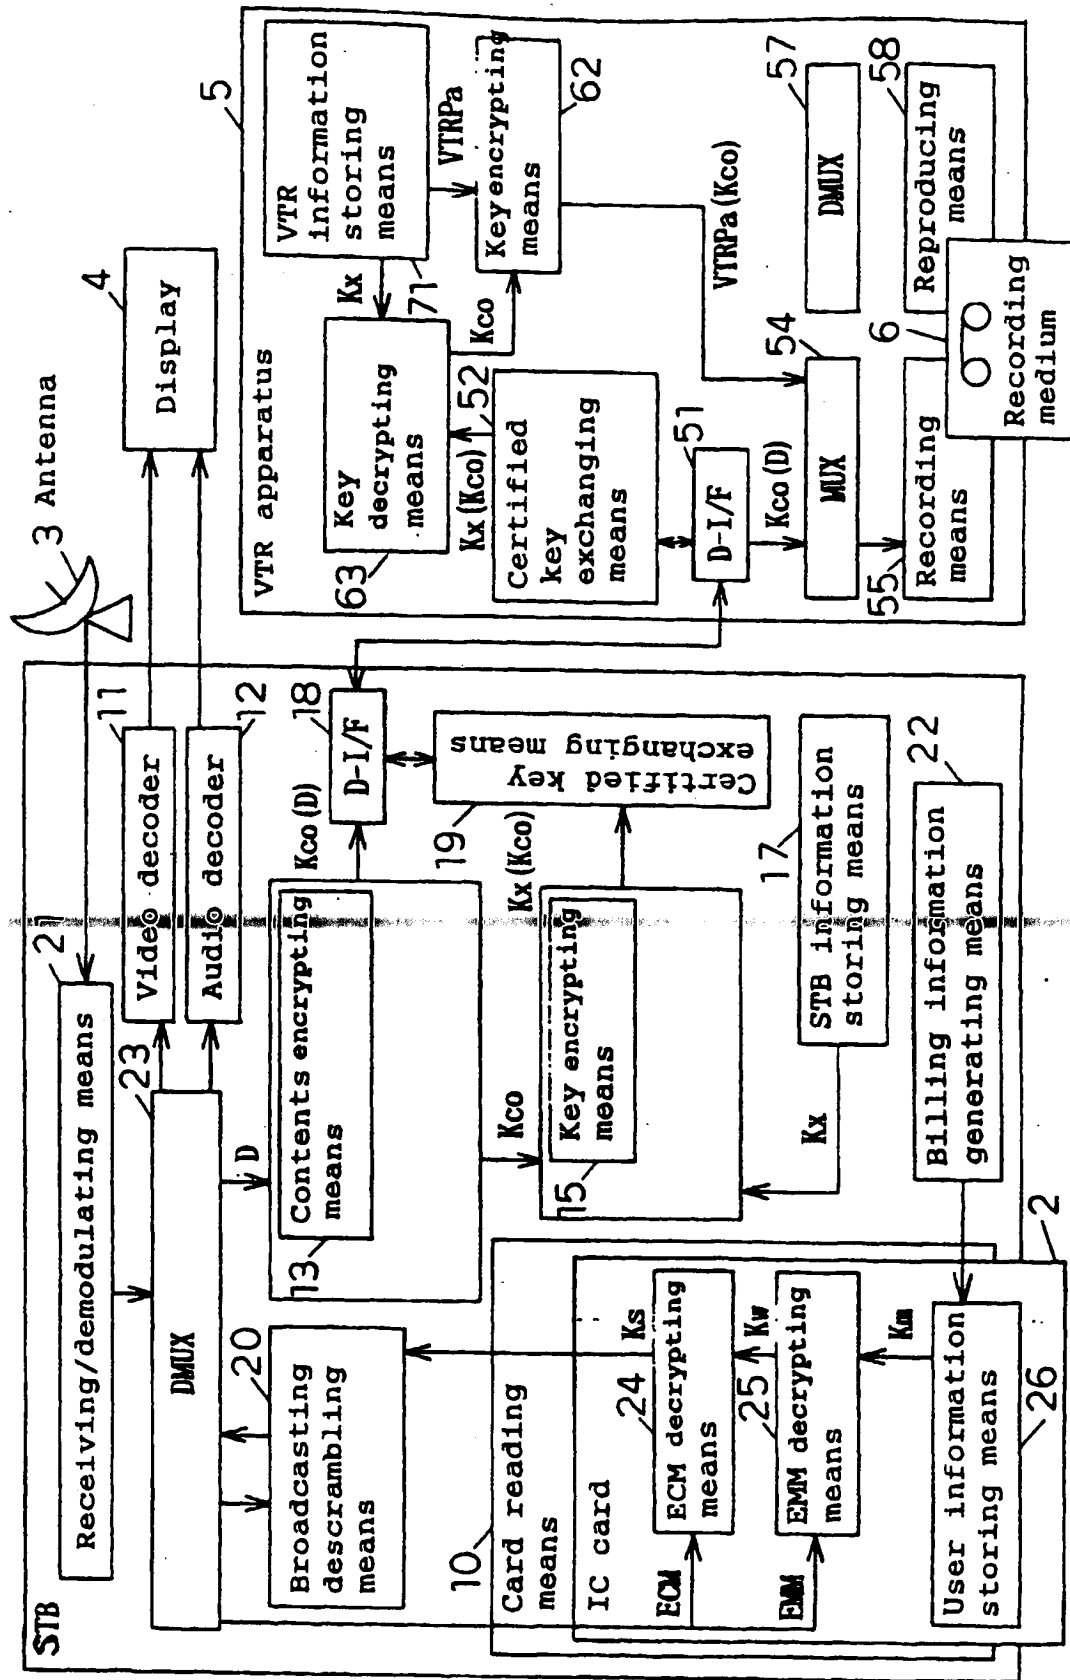 STB
Receiving/demodulating means
21
DMUX
23
Video decoder
11
Audio decoder
12
3 Antenna
Display
4
Broadcasting
descrambling
means
20
D
Contents encrypting
means
13
Kco (D)
D-I/F
18
Certified key
exchanging means
19
Kco
Kx (Kco)
Key encrypting
means
15
Kx
STB information
storing means
17
Billing information
generating means
22
Card reading
means
10
IC card
2
ECM
EMM
ECM decrypting
means
24
Ks
EMM decrypting
means
25
Kw
Km
User information
storing means
26
VTR apparatus
5
VTR
information
storing
means
71
Kx
VTRPa
Key encrypting
means
62
Key
decrypting
means
63
Kco
Kx (Kco)
Certified
key
exchanging
means
52
D-I/F
51
Kco (D)
VTRPa (Kco)
MUX
54
DMUX
57
Recording
means
55
Reproducing
means
58
6
Recording
medium